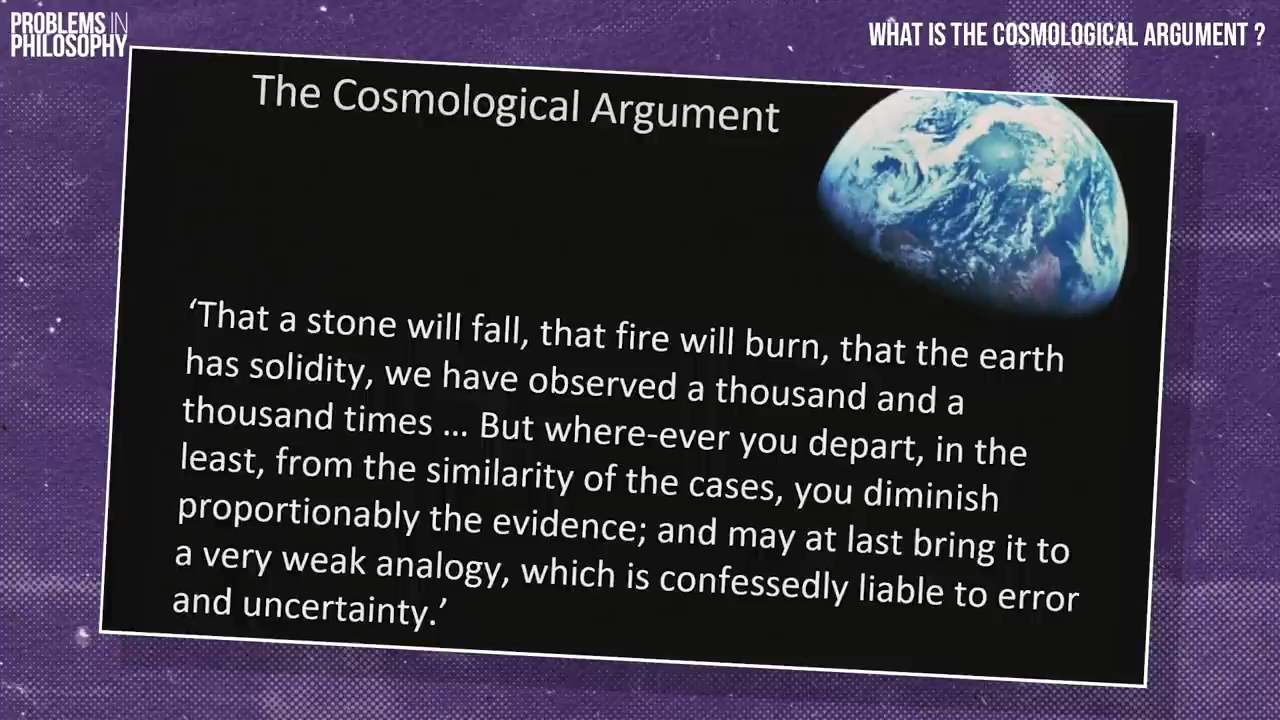 PROBLEMS IN
PHILOSOPHY
WHAT IS THE COSMOLOGICAL ARGUMENT ?
The Cosmological Argument
‘That a stone will fall, that fire will burn, that the earth
has solidity, we have observed a thousand and a
thousand times ... But where-ever you depart, in the
least, from the similarity of the cases, you diminish
proportionably the evidence; and may at last bring it to
a very weak analogy, which is confessedly liable to error
and uncertainty.’